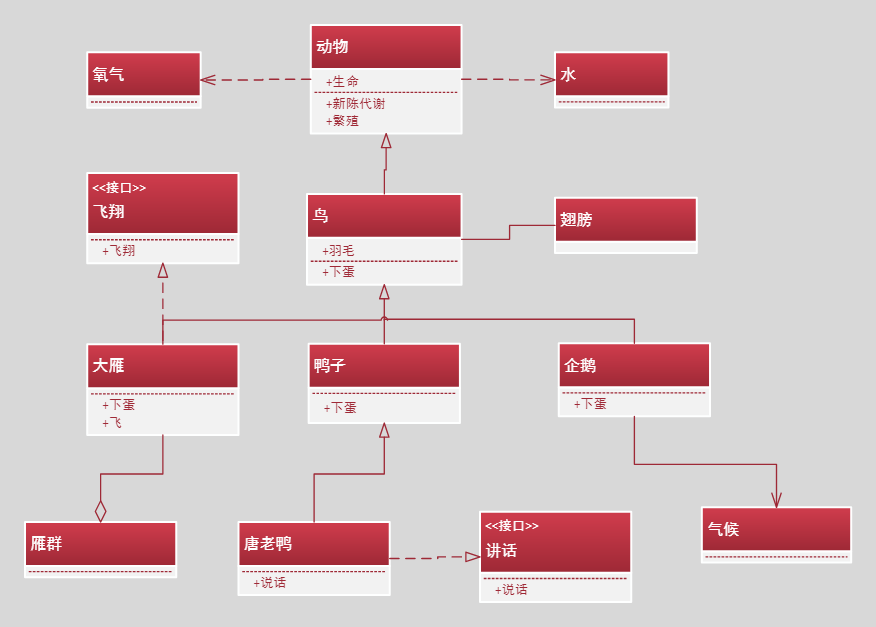 动物
+生命
+新陈代谢
+繁殖
氧气
水
<<接口>>
飞翔
+飞翔
鸟
+羽毛
+下蛋
翅膀
大雁
+下蛋
+飞
鸭子
+下蛋
企鹅
+下蛋
雁群
唐老鸭
+说话
<<接口>>
讲话
+说话
气候